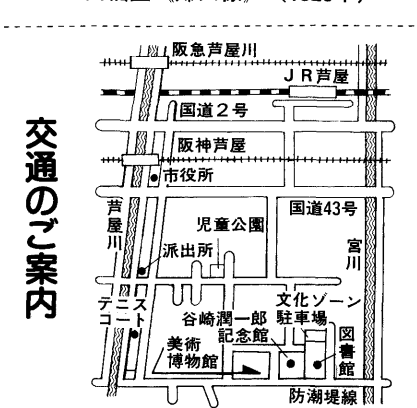 交通のご案内
阪急芦屋川
JR芦屋
国道2号
阪神芦屋
市役所
芦屋川
国道43号
児童公園
宮川
派出所
テニス
コート
文化ゾーン
駐車場
谷崎潤一郎
記念館
図書館
美術
博物館
防潮堤線